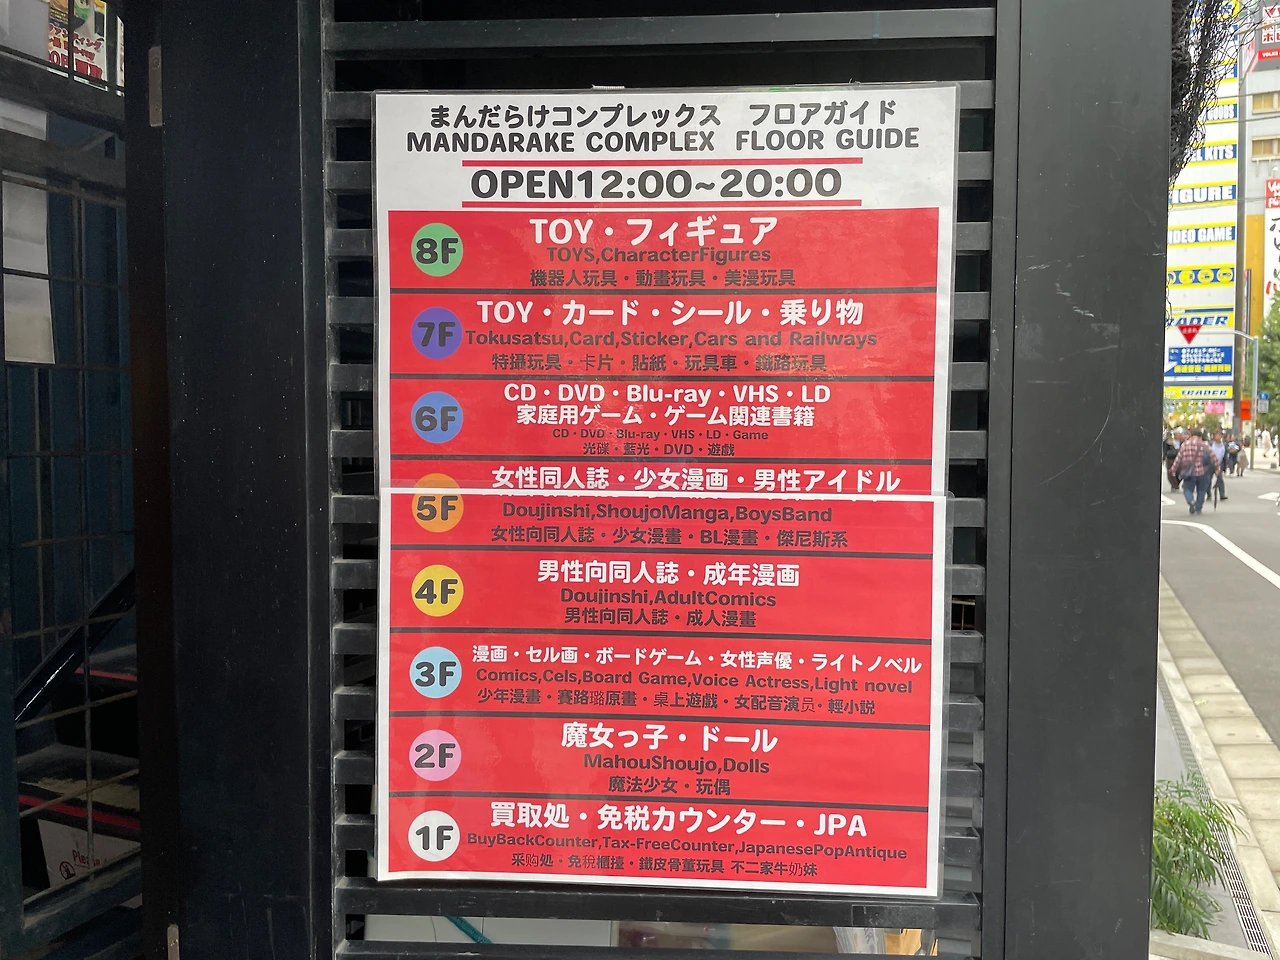 まんだらけコンプレックス フロアガイド
MANDARAKE COMPLEX FLOOR GUIDE
OPEN12:00~20:00
8F
TOY・フィギュア
TOYS,CharacterFigures
機器人玩具・動畫玩具・美漫玩具
7F
TOY・カード・シール・乗り物
Tokusatsu,Card,Sticker,Cars and Railways
特攝玩具・卡片・貼紙・玩具車・鐵路玩具
6F
CD・DVD・Blu-ray・VHS・LD
家庭用ゲーム・ゲーム関連書籍
CD・DVD・Blu-ray・VHS・LD・Game
光碟・藍光・DVD・遊戲
5F
女性同人誌・少女漫画・男性アイドル
Doujinshi,ShoujoManga,BoysBand
女性向同人誌・少女漫畫・BL漫畫・傑尼斯系
4F
男性向同人誌・成年漫画
Doujinshi,AdultComics
男性向同人誌・成人漫畫
3F
漫画・セル画・ボードゲーム・女性声優・ライトノベル
Comics,Cels,Board Game,Voice Actress,Light novel
少年漫畫・賽路璐原畫・桌上遊戲・女配音演员・輕小説
2F
魔女っ子・ドール
MahouShoujo,Dolls
魔法少女・玩偶
1F
買取処・免税カウンター・JPA
BuyBackCounter,Tax-FreeCounter,JapanesePopAntique
采购处・免稅櫃檯・鐵皮骨董玩具 不二家牛奶妹
GOODS
EL KITS
FIGURE
VIDEO GAME
TRADER
TRADER